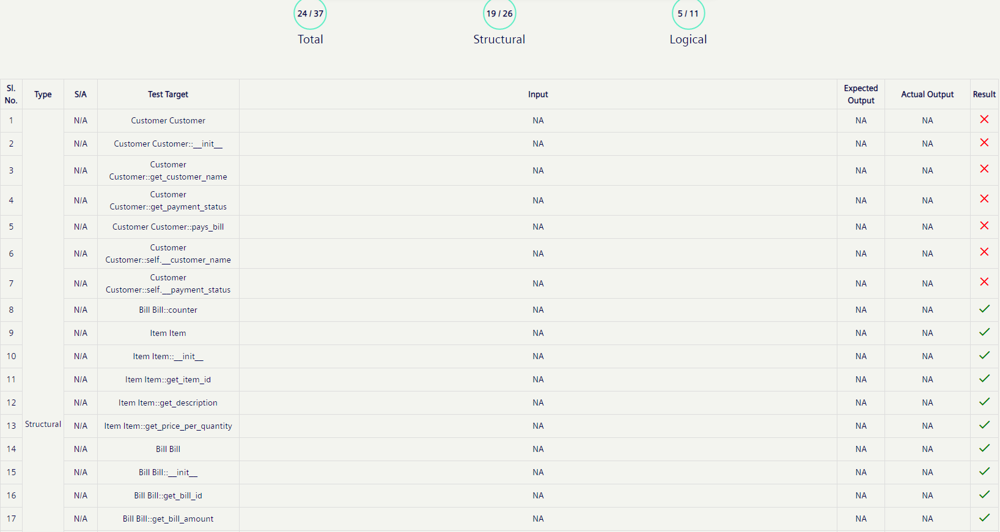 24 / 37
19 / 26
5 / 11
Total
Structural
Logical
Sl. No. Type S/A Test Target Input Expected Output Actual Output Result
1 N/A Customer Customer NA NA NA
2 N/A Customer Customer::__init__ NA NA NA
3 N/A Customer Customer::get_customer_name NA NA NA
4 N/A Customer Customer::get_payment_status NA NA NA
5 N/A Customer Customer::pays_bill NA NA NA
6 N/A Customer Customer::self.__customer_name NA NA NA
7 N/A Customer Customer::self.__payment_status NA NA NA
8 N/A Bill Bill::counter NA NA NA
9 N/A Item Item NA NA NA
10 N/A Item Item::__init__ NA NA NA
11 N/A Item Item::get_item_id NA NA NA
12 N/A Item Item::get_description NA NA NA
13 Structural N/A Item Item::get_price_per_quantity NA NA NA
14 N/A Bill Bill NA NA NA
15 N/A Bill Bill::__init__ NA NA NA
16 N/A Bill Bill::get_bill_id NA NA NA
17 N/A Bill Bill::get_bill_amount NA NA NA